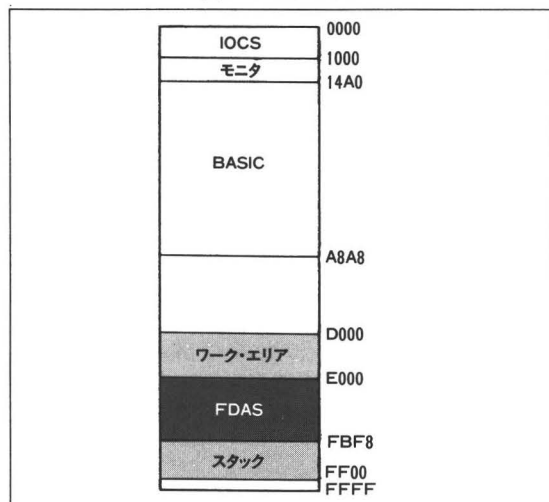 0000
IOCS
1000
モニタ
14A0
BASIC
A8A8
D000
ワーク・エリア
E000
FDAS
FBF8
スタック
FF00
FFFF